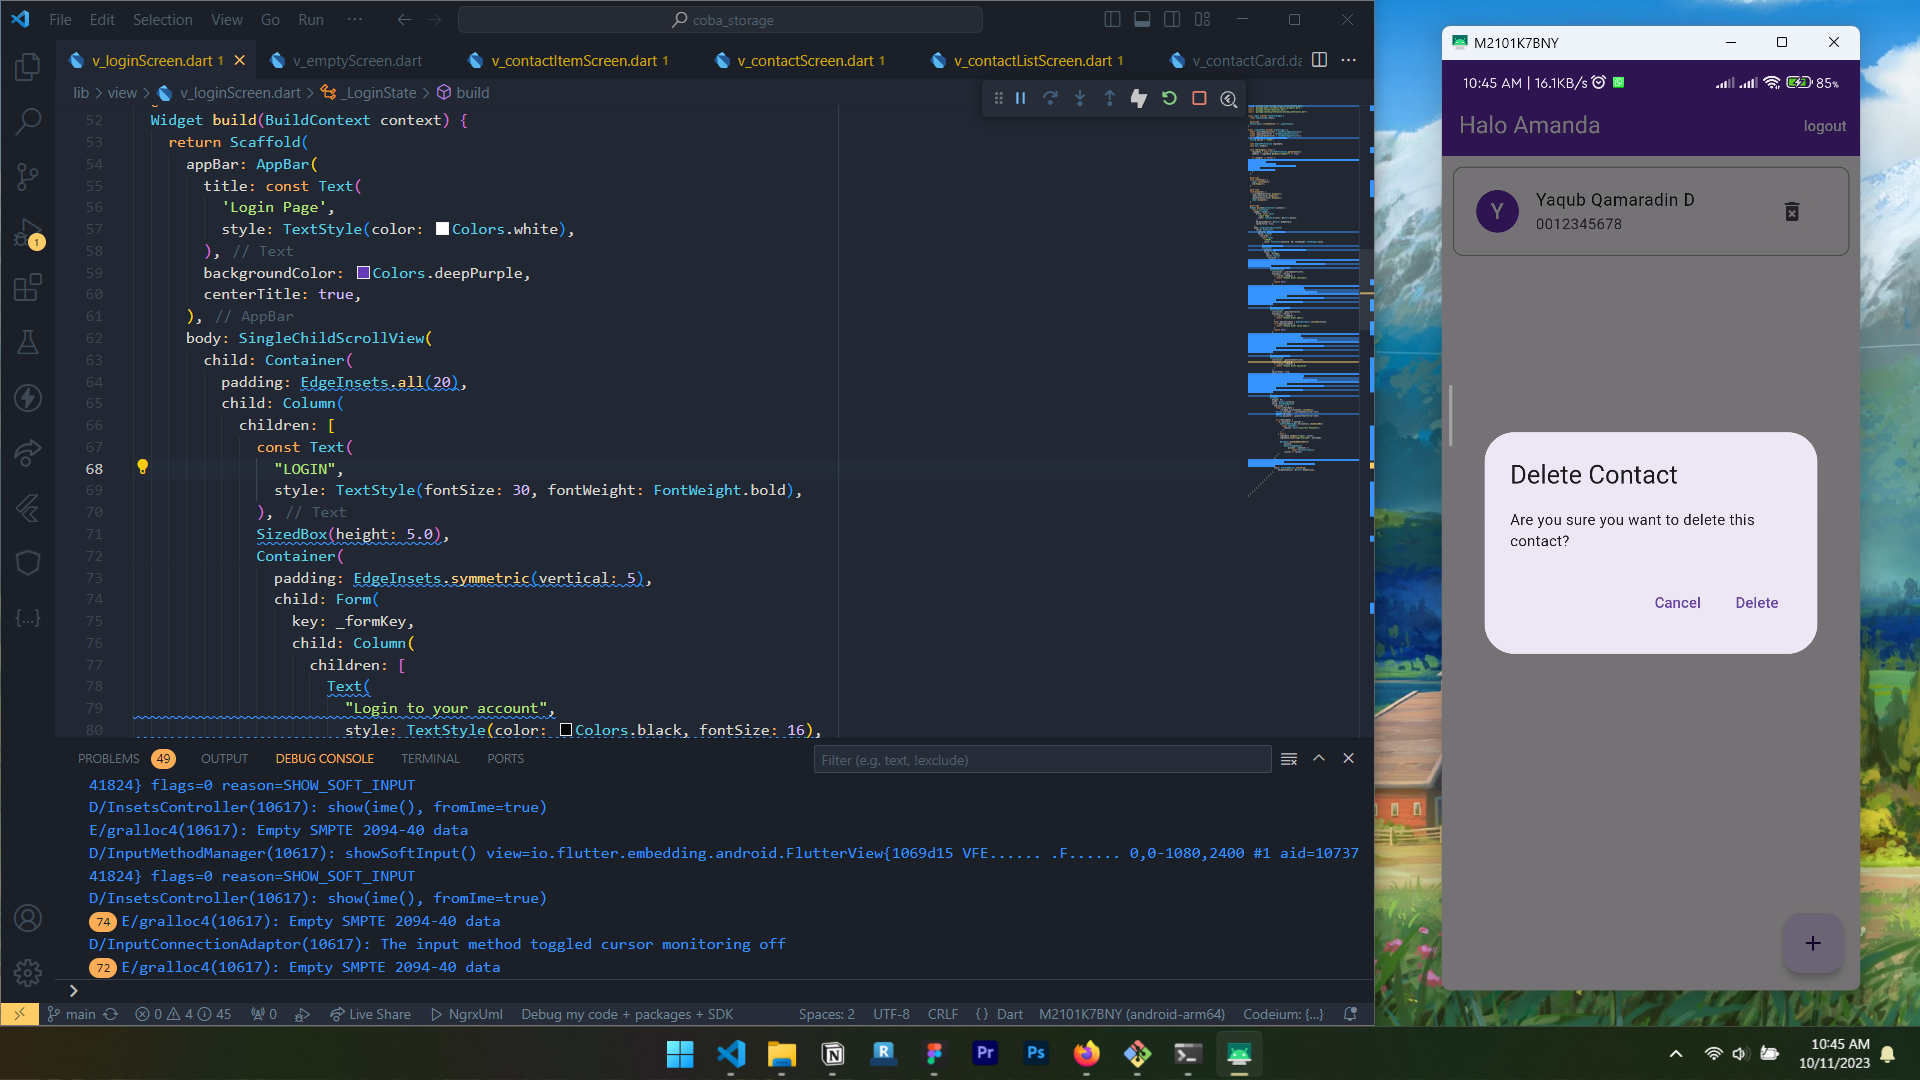 File Edit Selection View Go Run ··· coba_storage
v_loginScreen.dart 1 v_emptyScreen.dart v_contactItemScreen.dart 1 v_contactScreen.dart 1 v_contactListScreen.dart 1 v_contactCard.da
lib > view > v_loginScreen.dart > _LoginState > build
52 Widget build(BuildContext context) {
53 return Scaffold(
54 appBar: AppBar(
55 title: const Text(
56 'Login Page',
57 style: TextStyle(color: Colors.white),
58 ), // Text
59 backgroundColor: Colors.deepPurple,
60 centerTitle: true,
61 ), // AppBar
62 body: SingleChildScrollView(
63 child: Container(
64 padding: EdgeInsets.all(20),
65 child: Column(
66 children: [
67 const Text(
68 "LOGIN",
69 style: TextStyle(fontSize: 30, fontWeight: FontWeight.bold),
70 ), // Text
71 SizedBox(height: 5.0),
72 Container(
73 padding: EdgeInsets.symmetric(vertical: 5),
74 child: Form(
75 key: _formKey,
76 child: Column(
77 children: [
78 Text(
79 "Login to your account",
80 style: TextStyle(color: Colors.black, fontSize: 16),
PROBLEMS 49 OUTPUT DEBUG CONSOLE TERMINAL PORTS Filter (e.g. text, !exclude)
41824} flags=0 reason=SHOW_SOFT_INPUT
D/InsetsController(10617): show(ime(), fromIme=true)
E/gralloc4(10617): Empty SMPTE 2094-40 data
D/InputMethodManager(10617): showSoftInput() view=io.flutter.embedding.android.FlutterView{1069d15 VFE...... .F...... 0,0-1080,2400 #1 aid=10737
41824} flags=0 reason=SHOW_SOFT_INPUT
D/InsetsController(10617): show(ime(), fromIme=true)
74 E/gralloc4(10617): Empty SMPTE 2094-40 data
D/InputConnectionAdaptor(10617): The input method toggled cursor monitoring off
72 E/gralloc4(10617): Empty SMPTE 2094-40 data
main 0 4 45 0 Live Share NgrxUml Debug my code + packages + SDK Spaces: 2 UTF-8 CRLF {} Dart M2101K7BNY (android-arm64) Codeium: {...}
M2101K7BNY
10:45 AM | 16.1KB/s 85%
Halo Amanda logout
Y Yaqub Qamaradin D
0012345678
Delete Contact
Are you sure you want to delete this
contact?
Cancel Delete
+
R Pr Ps
10:45 AM
10/11/2023